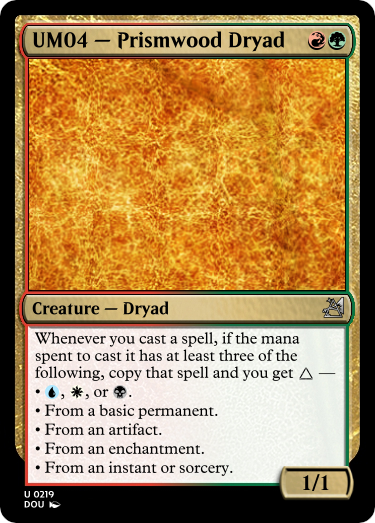 UM04 — Prismwood Dryad
Creature — Dryad
Whenever you cast a spell, if the mana
spent to cast it has at least three of the
following, copy that spell and you get △ —
• , , or .
• From a basic permanent.
• From an artifact.
• From an enchantment.
• From an instant or sorcery.
1/1
U 0219
DOU